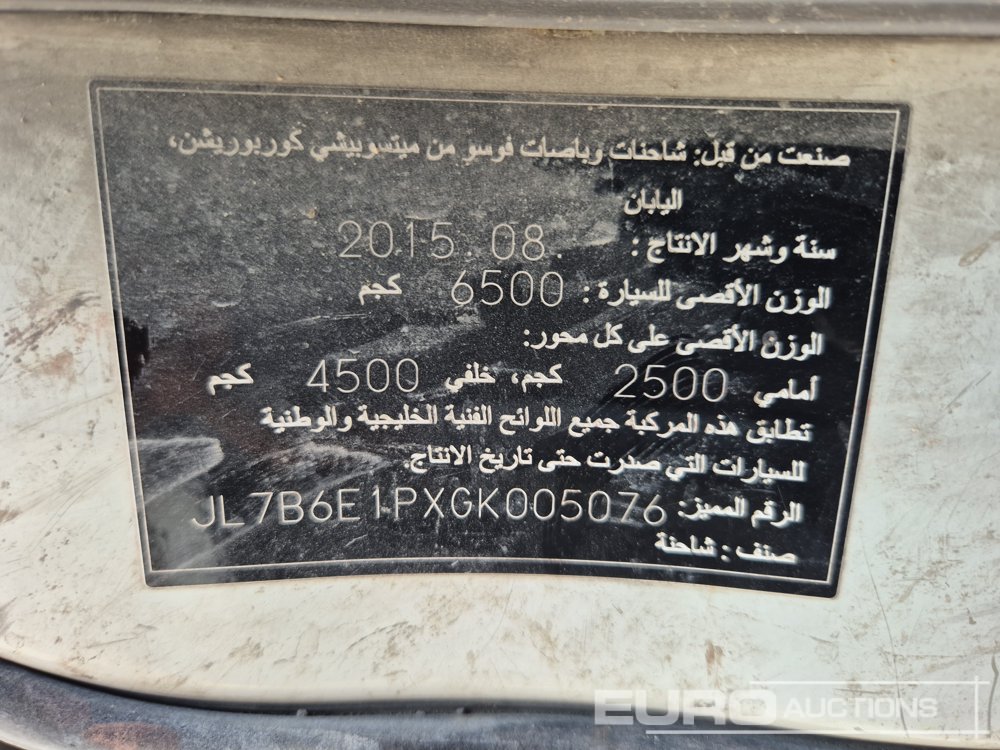 صنعت من قبل: شاحنات وباصات فوسو من ميتسوبيشي كوربوريشن،
اليابان
سنة وشهر الانتاج : 2015.08.
الوزن الأقصى للسيارة : 6500 كجم
الوزن الأقصى على كل محور:
أمامي 2500 كجم، خلفي 4500 كجم
تطابق هذه المركبة جميع اللوائح الفنية الخليجية والوطنية
للسيارات التي صدرت حتى تاريخ الانتاج.
الرقم المميز: JL7B6E1PXGK005076
صنف : شاحنة
EURO AUCTIONS